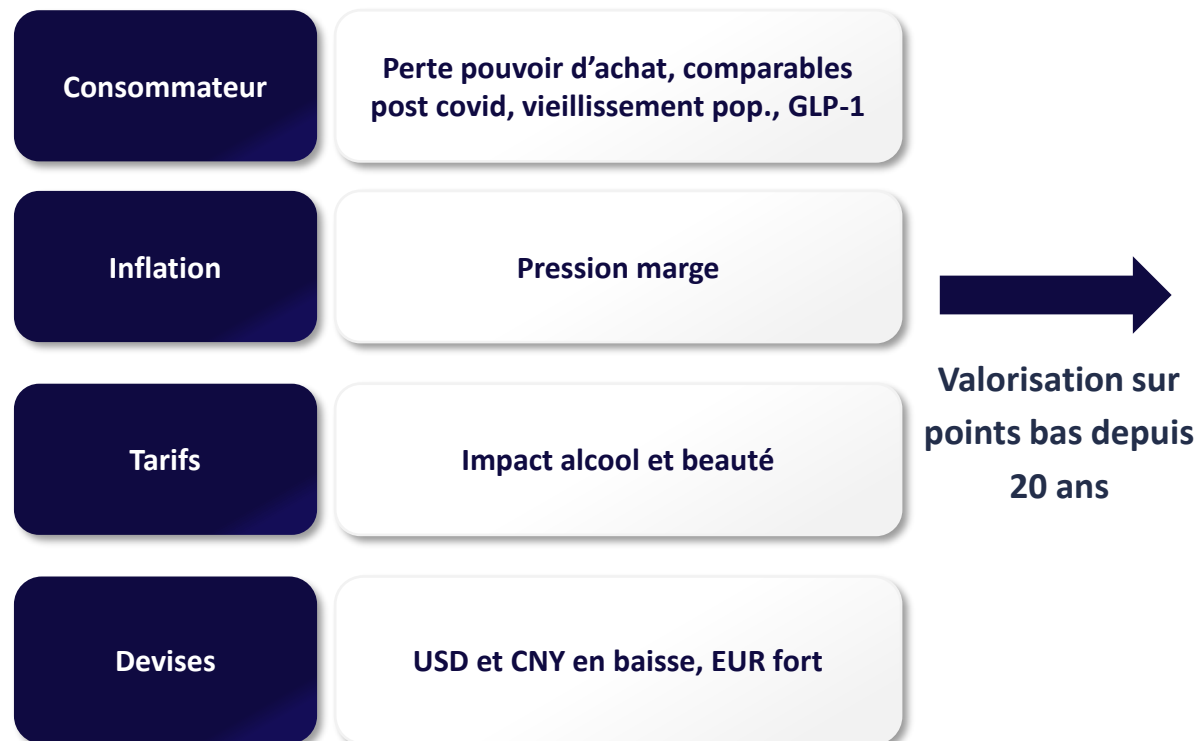 Consommateur
Perte pouvoir d’achat, comparables
post covid, vieillissement pop., GLP-1
Inflation
Pression marge
Tarifs
Impact alcool et beauté
Devises
USD et CNY en baisse, EUR fort
Valorisation sur
points bas depuis
20 ans